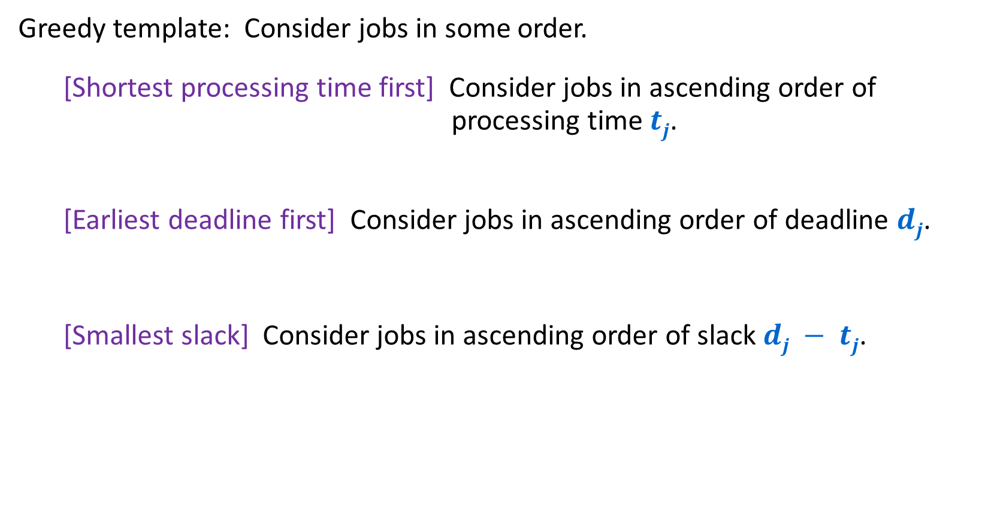 Greedy template: Consider jobs in some order.
[Shortest processing time first] Consider jobs in ascending order of
processing time t_j.
[Earliest deadline first] Consider jobs in ascending order of deadline d_j.
[Smallest slack] Consider jobs in ascending order of slack d_j − t_j.